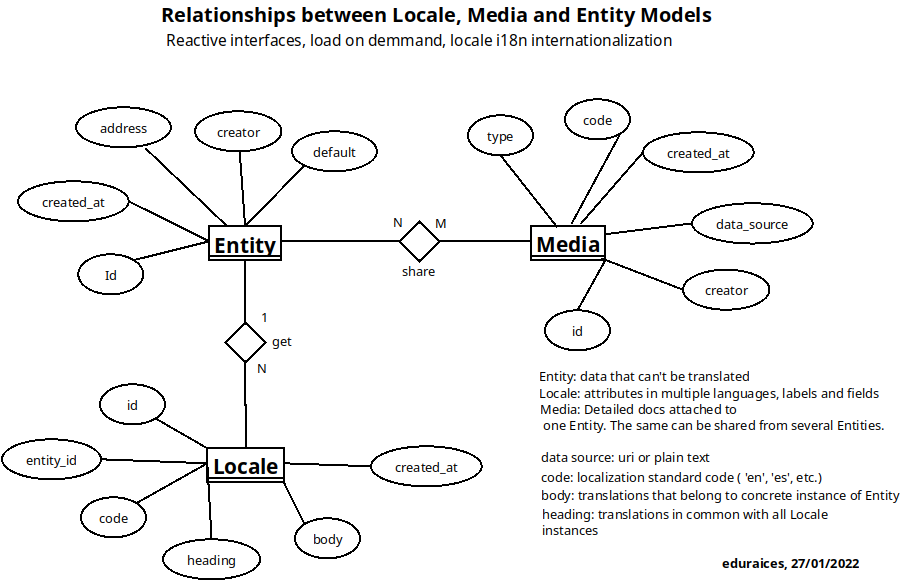 Relationships between Locale, Media and Entity Models
Reactive interfaces, load on demmand, locale i18n internationalization
address
creator
default
created_at
Id
Entity
N
M
share
type
code
created_at
data_source
creator
id
Media
1
get
N
id
entity_id
code
heading
body
created_at
Locale
Entity: data that can't be translated
Locale: attributes in multiple languages, labels and fields
Media: Detailed docs attached to
one Entity. The same can be shared from several Entities.
data source: uri or plain text
code: localization standard code ( 'en', 'es', etc.)
body: translations that belong to concrete instance of Entity
heading: translations in common with all Locale
instances
eduraices, 27/01/2022